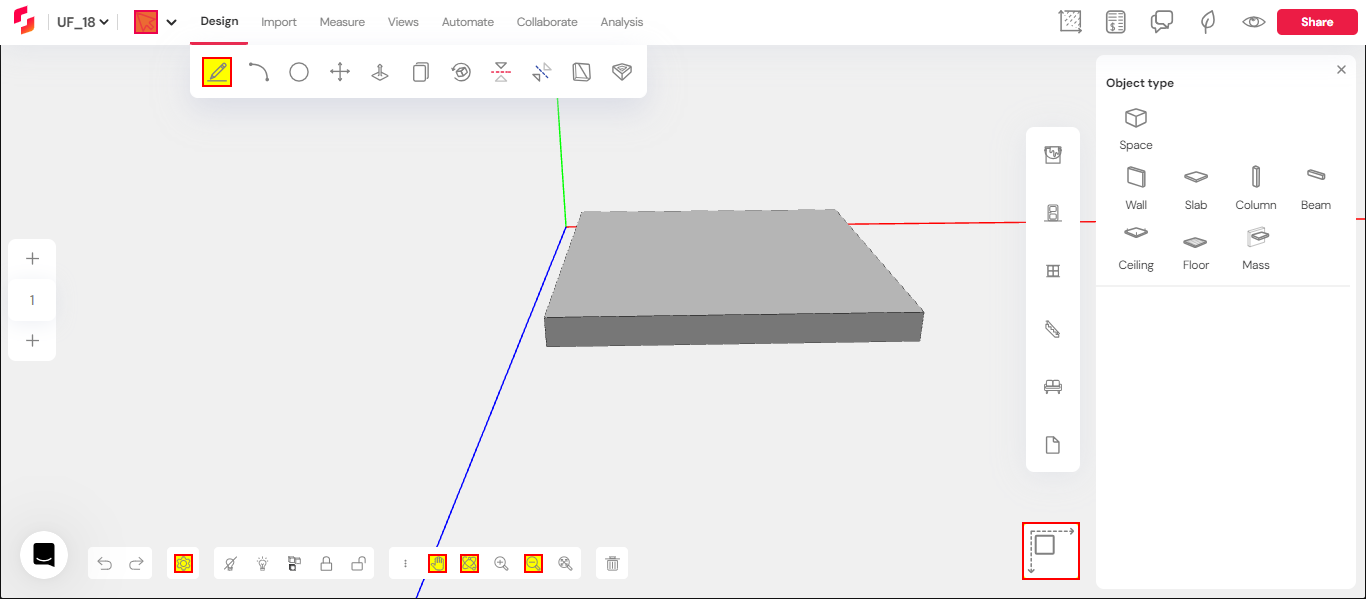 UF_18
Design Import Measure Views Automate Collaborate Analysis
Share
Object type
Space
Wall Slab Column Beam
Ceiling Floor Mass
1